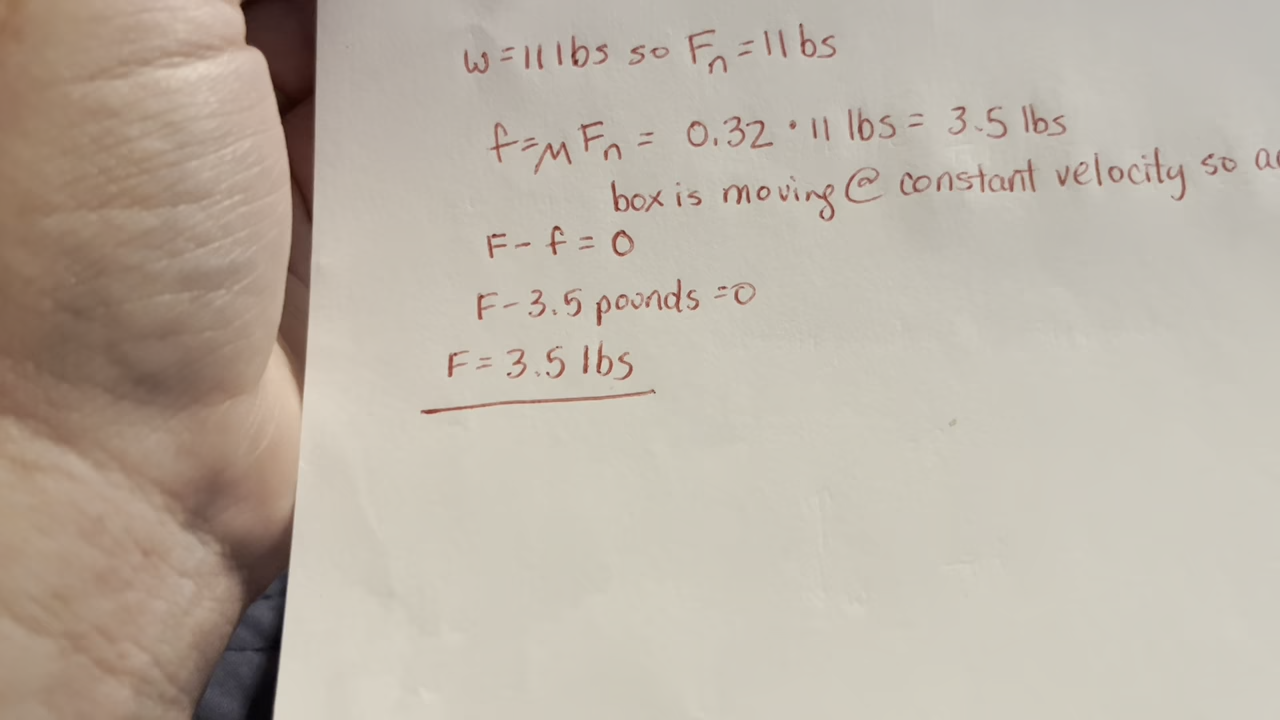 w = 11 lbs so Fn = 11 bs
f = μ Fn = 0.32 · 11 lbs = 3.5 lbs
box is moving @ constant velocity so
F - f = 0
F - 3.5 pounds = 0
F = 3.5 lbs